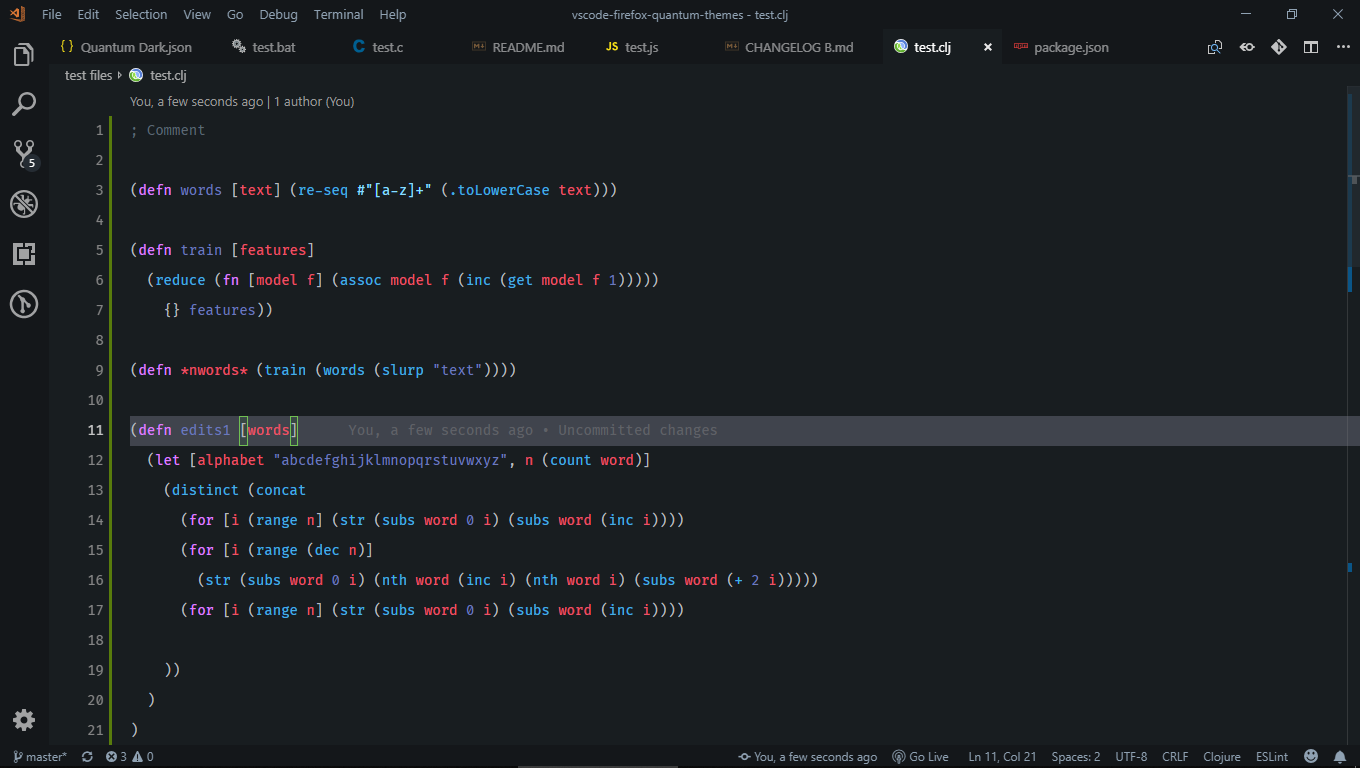 File Edit Selection View Go Debug Terminal Help vscode-firefox-quantum-themes - test.clj
{} Quantum Dark.json test.bat C test.c README.md JS test.js CHANGELOG B.md test.clj × package.json
test files test.clj
You, a few seconds ago | 1 author (You)
1 ; Comment
2
3 (defn words [text] (re-seq #"[a-z]+" (.toLowerCase text)))
4
5 (defn train [features]
6 (reduce (fn [model f] (assoc model f (inc (get model f 1)))))
7 {} features))
8
9 (defn *nwords* (train (words (slurp "text"))))
10
11 (defn edits1 [words] You, a few seconds ago • Uncommitted changes
12 (let [alphabet "abcdefghijklmnopqrstuvwxyz", n (count word)]
13 (distinct (concat
14 (for [i (range n] (str (subs word 0 i) (subs word (inc i))))
15 (for [i (range (dec n)]
16 (str (subs word 0 i) (nth word (inc i) (nth word i) (subs word (+ 2 i)))))
17 (for [i (range n] (str (subs word 0 i) (subs word (inc i))))
18
19 ))
20 )
21 )
5
master* 3 0 You, a few seconds ago Go Live Ln 11, Col 21 Spaces: 2 UTF-8 CRLF Clojure ESLint